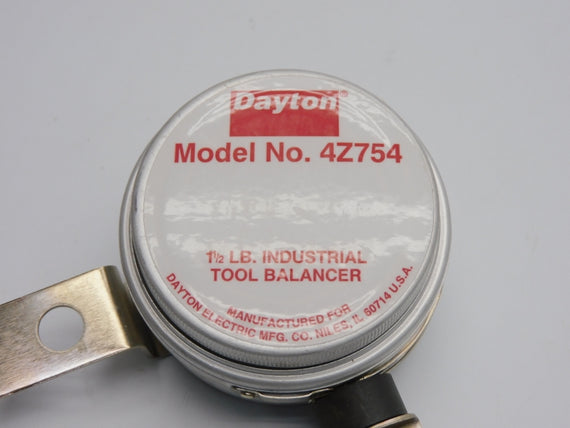 Dayton®
Model No. 4Z754
1½ LB. INDUSTRIAL
TOOL BALANCER
MANUFACTURED FOR
DAYTON ELECTRIC MFG. CO. NILES, IL 60714 U.S.A.